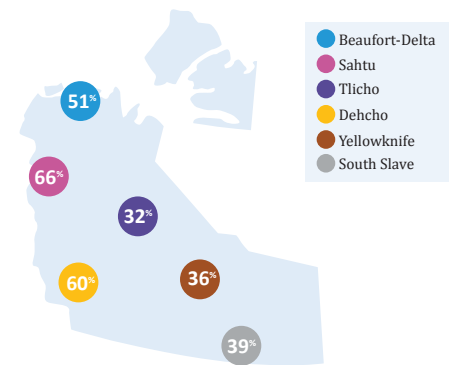 Beaufort-Delta
Sahtu
Tlicho
Dehcho
Yellowknife
South Slave
51%
66%
32%
60%
36%
39%